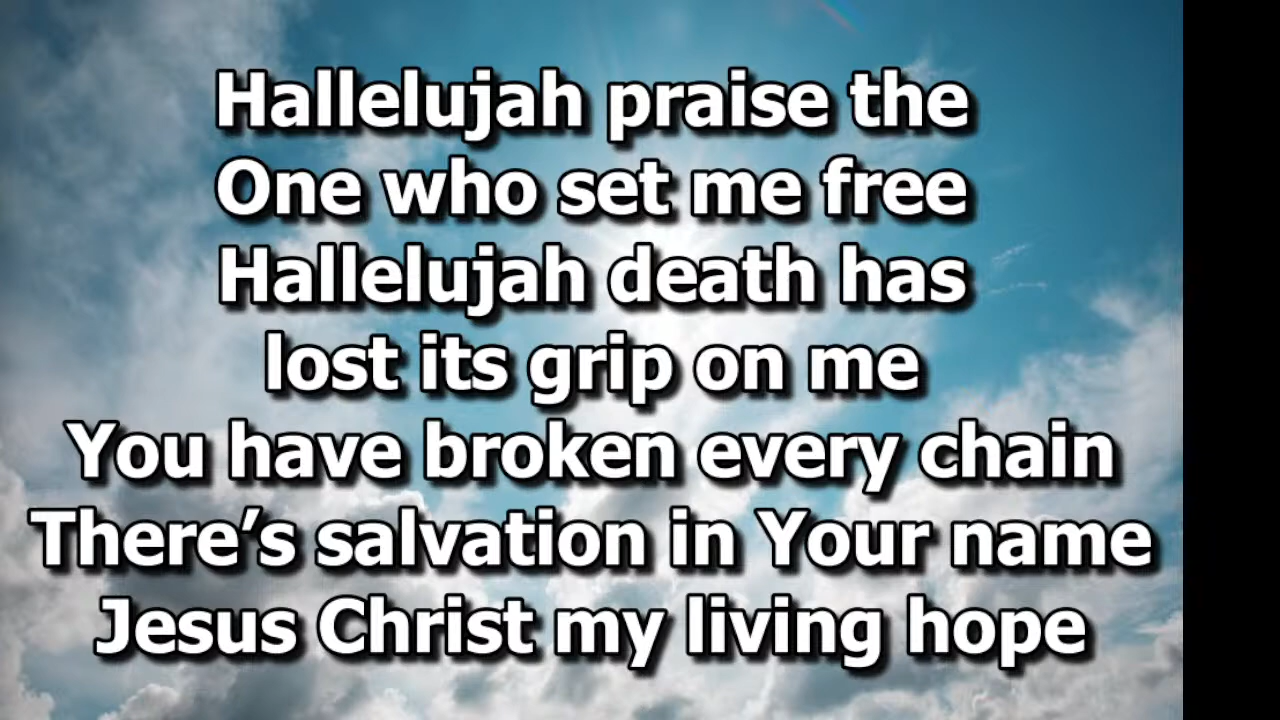 Hallelujah praise the
One who set me free
Hallelujah death has
lost its grip on me
You have broken every chain
There’s salvation in Your name
Jesus Christ my living hope